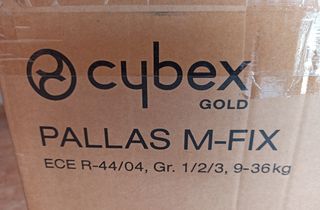 cybex
GOLD
PALLAS M-FIX
ECE R-44/04, Gr. 1/2/3, 9-36kg